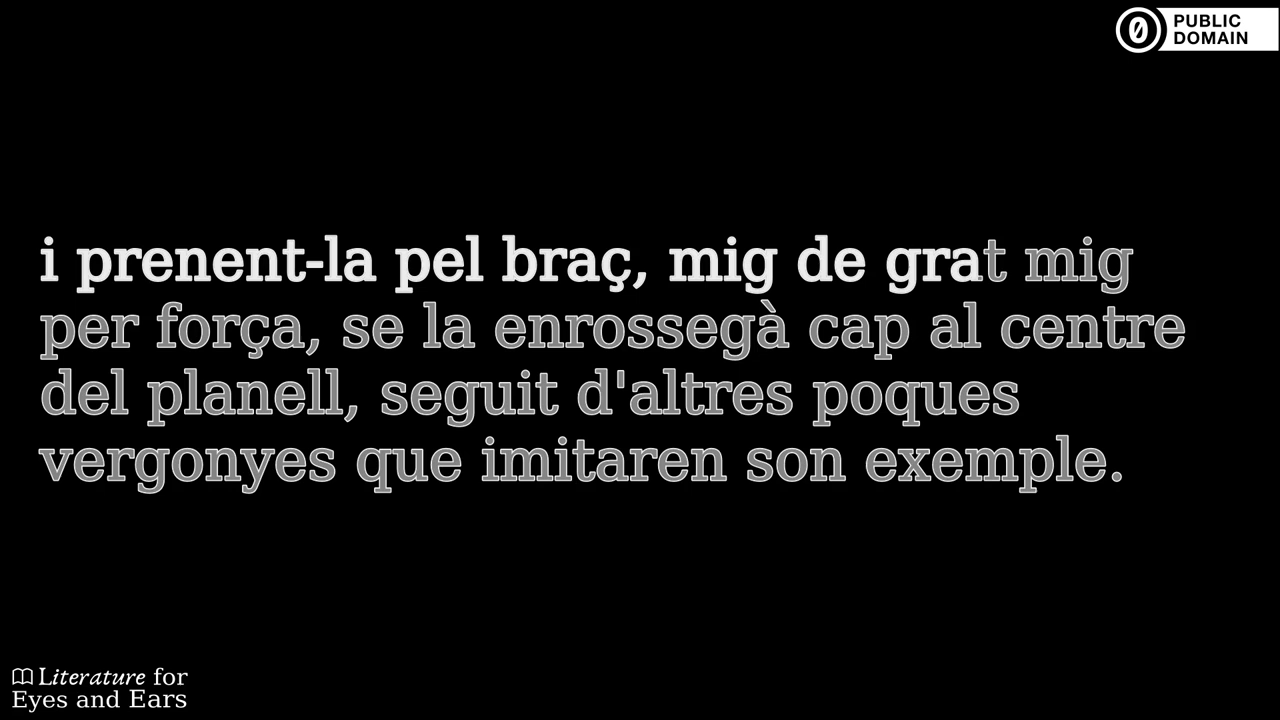 PUBLIC
DOMAIN
i prenent-la pel braç, mig de grat mig
per força, se la enrossegà cap al centre
del planell, seguit d'altres poques
vergonyes que imitaren son exemple.
Literature for
Eyes and Ears